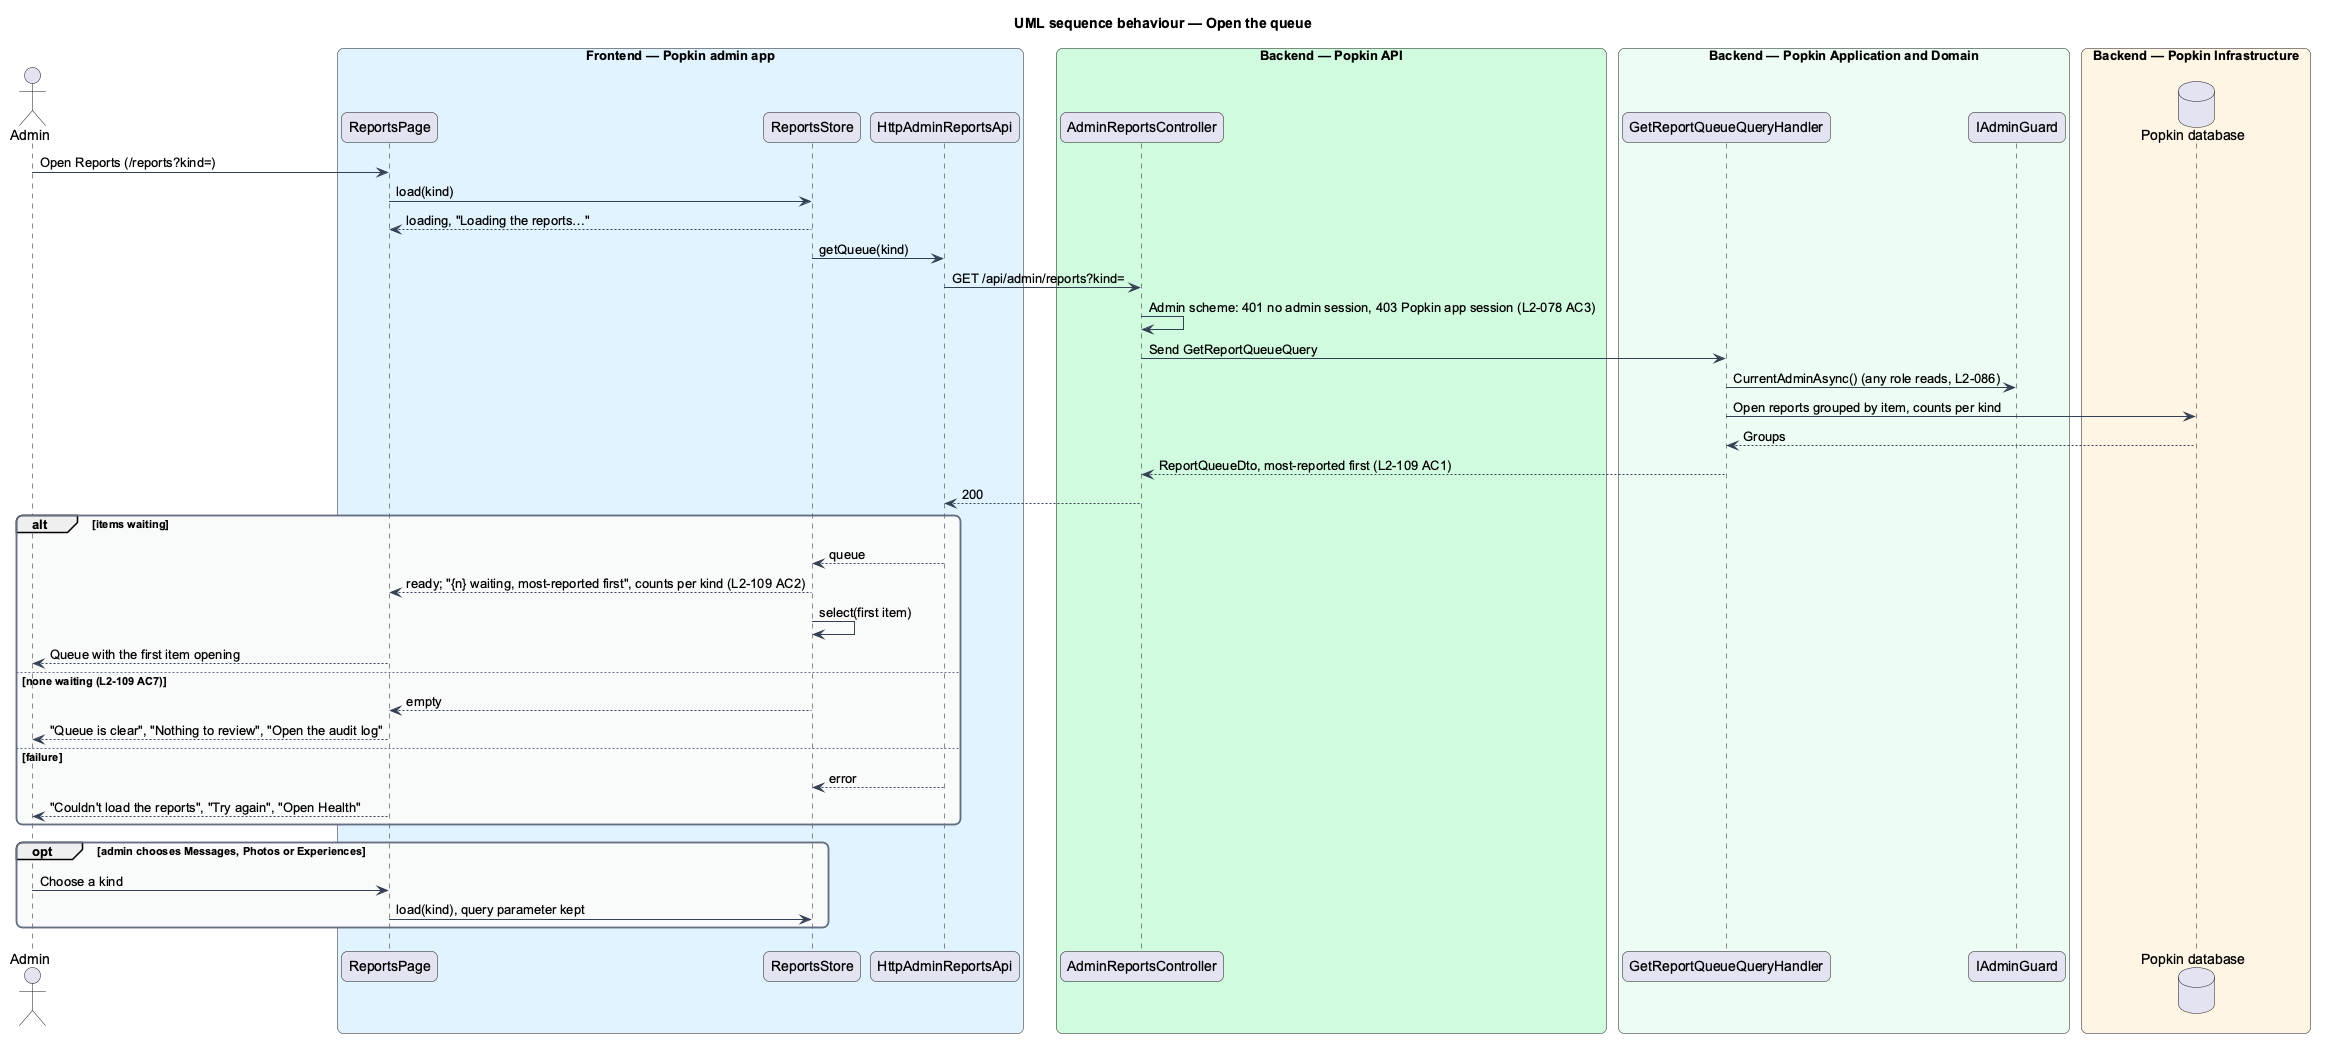 UML sequence behaviour — Open the queue
Frontend — Popkin admin app
Backend — Popkin API
Backend — Popkin Application and Domain
Backend — Popkin Infrastructure
Admin
ReportsPage
ReportsStore
HttpAdminReportsApi
AdminReportsController
GetReportQueueQueryHandler
IAdminGuard
Popkin database
Open Reports (/reports?kind=)
load(kind)
loading, "Loading the reports…"
getQueue(kind)
GET /api/admin/reports?kind=
Admin scheme: 401 no admin session, 403 Popkin app session (L2-078 AC3)
Send GetReportQueueQuery
CurrentAdminAsync() (any role reads, L2-086)
Open reports grouped by item, counts per kind
Groups
ReportQueueDto, most-reported first (L2-109 AC1)
200
alt [items waiting]
queue
ready; "{n} waiting, most-reported first", counts per kind (L2-109 AC2)
select(first item)
Queue with the first item opening
[none waiting (L2-109 AC7)]
empty
"Queue is clear", "Nothing to review", "Open the audit log"
[failure]
error
"Couldn't load the reports", "Try again", "Open Health"
opt [admin chooses Messages, Photos or Experiences]
Choose a kind
load(kind), query parameter kept
Admin
ReportsPage
ReportsStore
HttpAdminReportsApi
AdminReportsController
GetReportQueueQueryHandler
IAdminGuard
Popkin database